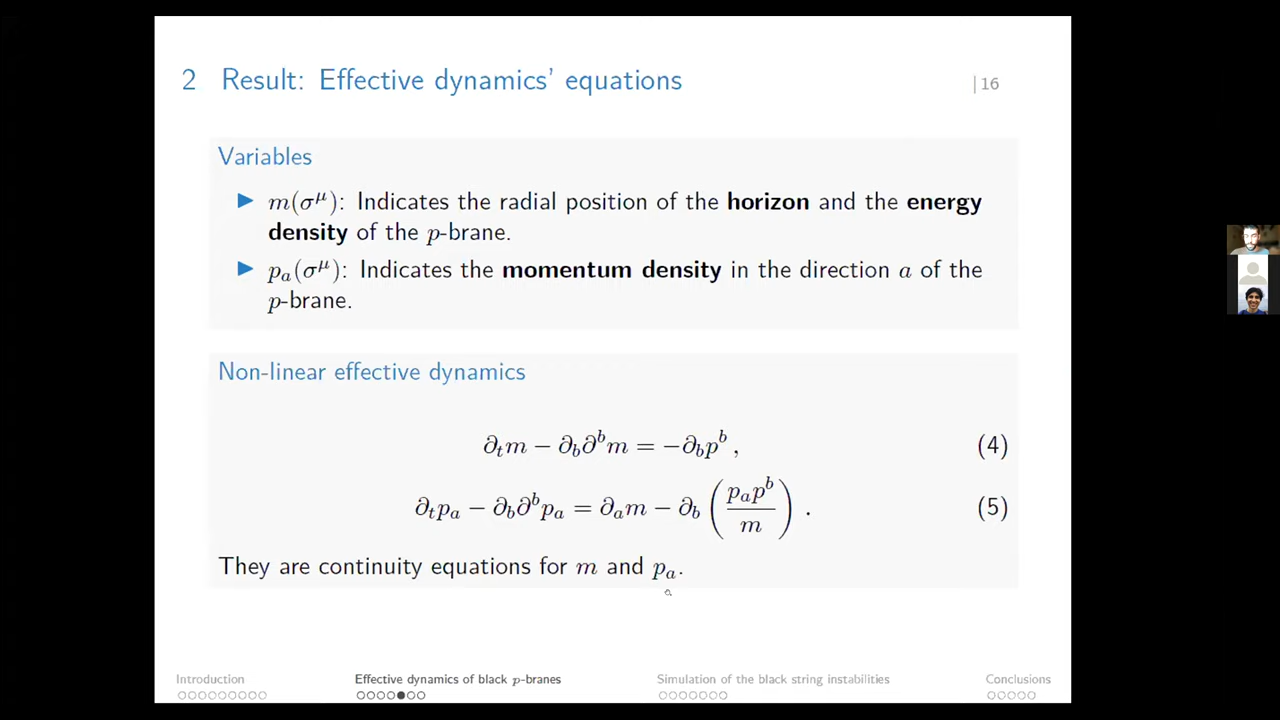 2 Result: Effective dynamics' equations
| 16
Variables
▶ m(σ^μ): Indicates the radial position of the horizon and the energy
density of the p-brane.
▶ p_a(σ^μ): Indicates the momentum density in the direction a of the
p-brane.
Non-linear effective dynamics
∂_t m − ∂_b ∂^b m = −∂_b p^b , (4)
∂_t p_a − ∂_b ∂^b p_a = ∂_a m − ∂_b (p_a p^b / m) . (5)
They are continuity equations for m and p_a.
Introduction Effective dynamics of black p-branes Simulation of the black string instabilities Conclusions